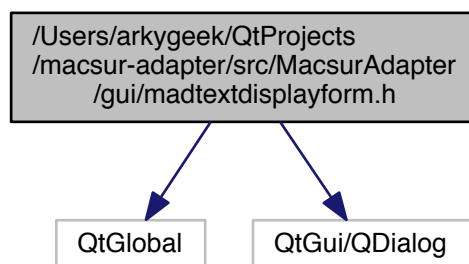 /Users/arkygeek/QtProjects
/macsur-adapter/src/MacsurAdapter
/gui/madtextdisplayform.h
QtGlobal
QtGui/QDialog